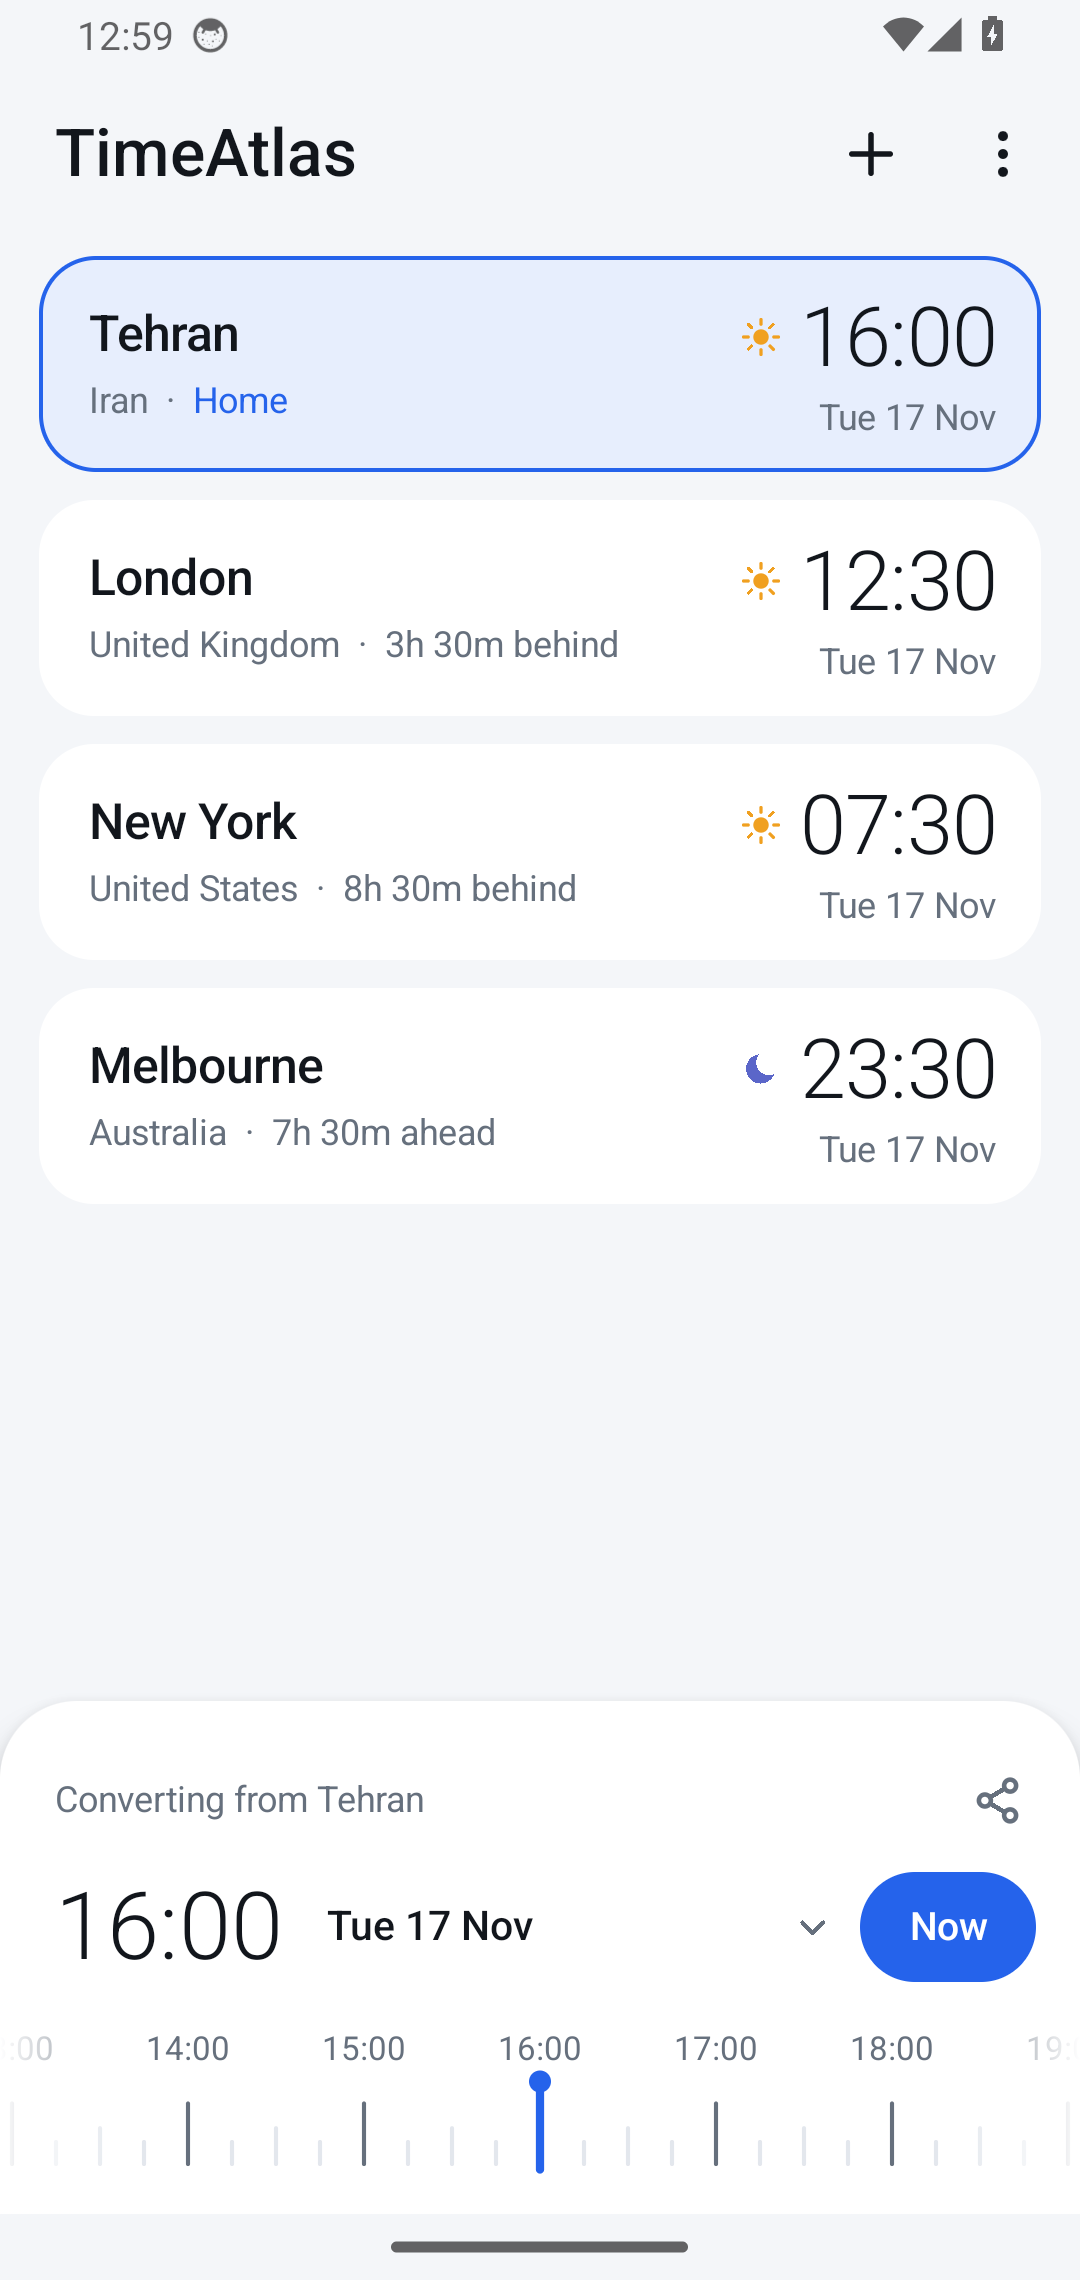 12:59
TimeAtlas
Tehran
16:00
Iran · Home
Tue 17 Nov
London
12:30
United Kingdom · 3h 30m behind
Tue 17 Nov
New York
07:30
United States · 8h 30m behind
Tue 17 Nov
Melbourne
23:30
Australia · 7h 30m ahead
Tue 17 Nov
Converting from Tehran
16:00 Tue 17 Nov
Now
:00 14:00 15:00 16:00 17:00 18:00 19: